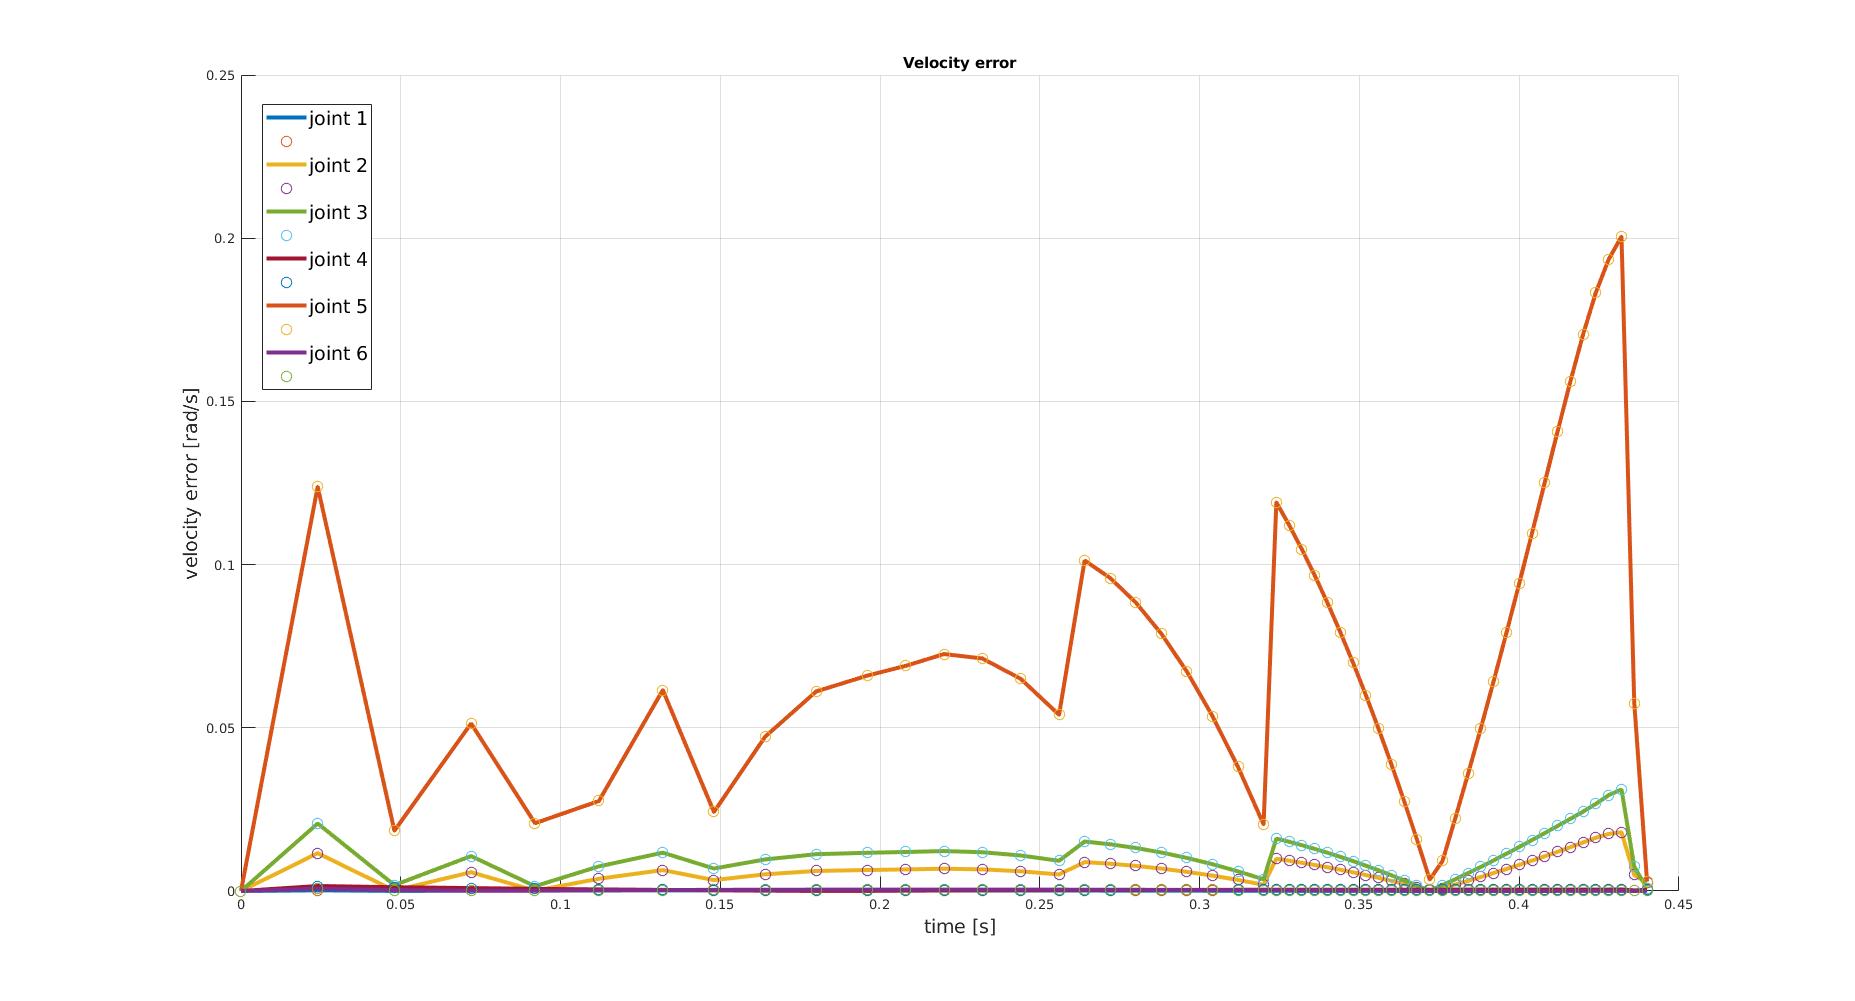 Velocity error
0.25
0.2
0.15
0.1
0.05
0
joint 1
joint 2
joint 3
joint 4
joint 5
joint 6
velocity error [rad/s]
0 0.05 0.1 0.15 0.2 0.25 0.3 0.35 0.4 0.45
time [s]